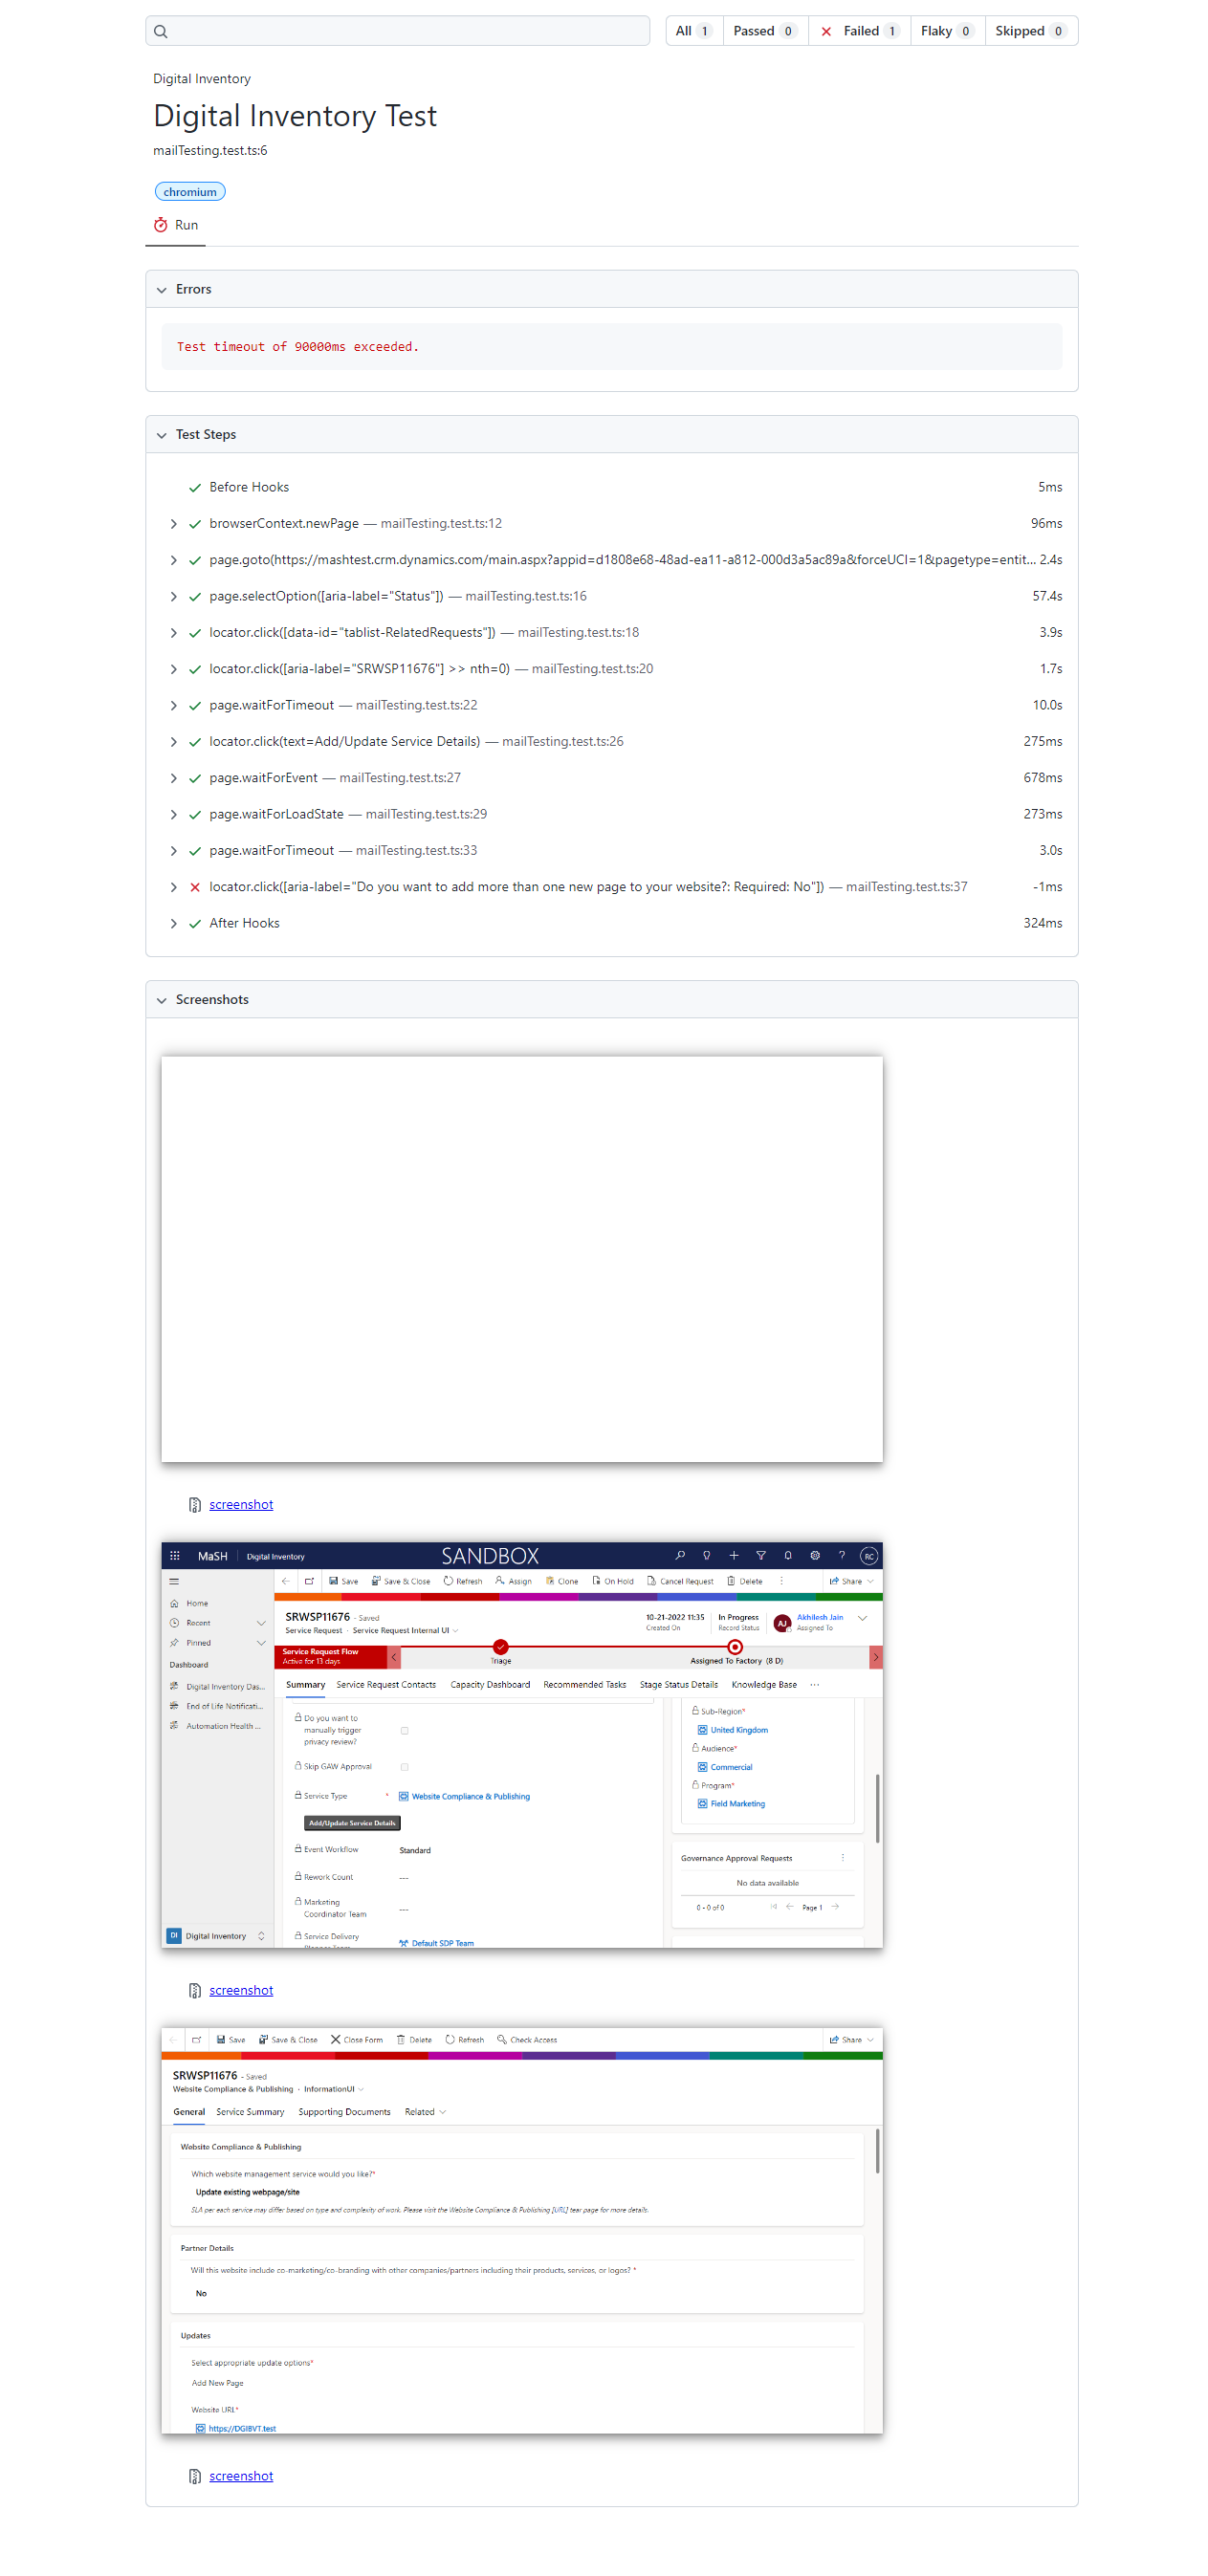 All 1 Passed 0 Failed 1 Flaky 0 Skipped 0
Digital Inventory
Digital Inventory Test
mailTesting.test.ts:6
chromium
Run
Errors
Test timeout of 90000ms exceeded.
Test Steps
Before Hooks 5ms
browserContext.newPage — mailTesting.test.ts:12 96ms
page.goto(https://mashtest.crm.dynamics.com/main.aspx?appid=d1808e68-48ad-ea11-a812-000d3a5ac89a&forceUCI=1&pagetype=entit... 2.4s
page.selectOption([aria-label="Status"]) — mailTesting.test.ts:16 57.4s
locator.click([data-id="tablist-RelatedRequests"]) — mailTesting.test.ts:18 3.9s
locator.click([aria-label="SRWSP11676"] >> nth=0) — mailTesting.test.ts:20 1.7s
page.waitForTimeout — mailTesting.test.ts:22 10.0s
locator.click(text=Add/Update Service Details) — mailTesting.test.ts:26 275ms
page.waitForEvent — mailTesting.test.ts:27 678ms
page.waitForLoadState — mailTesting.test.ts:29 273ms
page.waitForTimeout — mailTesting.test.ts:33 3.0s
locator.click([aria-label="Do you want to add more than one new page to your website?: Required: No"]) — mailTesting.test.ts:37 -1ms
After Hooks 324ms
Screenshots
screenshot
MaSH Digital Inventory SANDBOX ? RC
Save Save & Close Refresh Assign Clone On Hold Cancel Request Delete Share
Home
Recent
Pinned
Dashboard
Digital Inventory Das...
End of Life Notificati...
Automation Health ...
DI Digital Inventory
SRWSP11676 - Saved
Service Request · Service Request Internal UI
10-21-2022 11:35
Created On
In Progress
Record Status
AJ Akhilesh Jain
Assigned To
Service Request Flow
Active for 13 days
Triage
Assigned To Factory (8 D)
Summary Service Request Contacts Capacity Dashboard Recommended Tasks Stage Status Details Knowledge Base ...
Do you want to
manually trigger
privacy review?
Skip GAW Approval
Service Type * Website Compliance & Publishing
Add/Update Service Details
Event Workflow Standard
Rework Count ---
Marketing
Coordinator Team ---
Service Delivery
Planner Team Default SDP Team
Sub-Region*
United Kingdom
Audience*
Commercial
Program*
Field Marketing
Governance Approval Requests
No data available
0 - 0 of 0 Page 1
screenshot
Save Save & Close Close Form Delete Refresh Check Access Share
SRWSP11676 - Saved
Website Compliance & Publishing · InformationUI
General Service Summary Supporting Documents Related
Website Compliance & Publishing
Which website management service would you like?*
Update existing webpage/site
SLA per each service may differ based on type and complexity of work. Please visit the Website Compliance & Publishing [URL] tear page for more details.
Partner Details
Will this website include co-marketing/co-branding with other companies/partners including their products, services, or logos? *
No
Updates
Select appropriate update options*
Add New Page
Website URL*
https://DGIBVT.test
screenshot